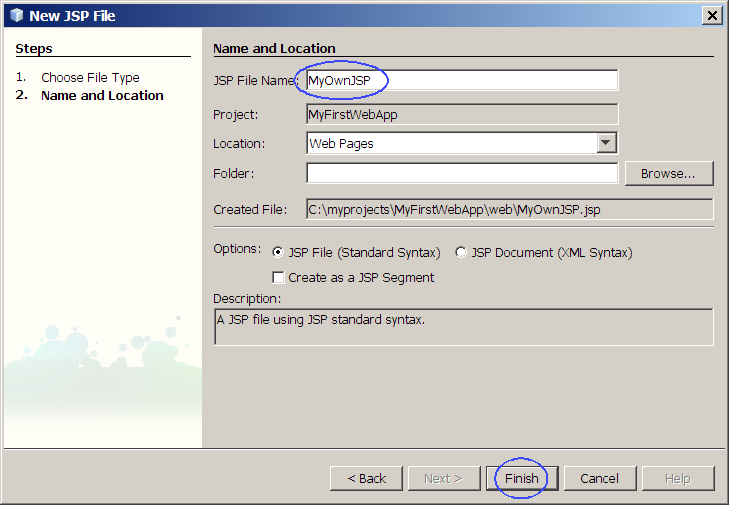 New JSP File
Steps
1. Choose File Type
2. Name and Location
Name and Location
JSP File Name: MyOwnJSP
Project: MyFirstWebApp
Location: Web Pages
Folder: Browse...
Created File: C:\myprojects\MyFirstWebApp\web\MyOwnJSP.jsp
Options: JSP File (Standard Syntax) JSP Document (XML Syntax)
Create as a JSP Segment
Description:
A JSP file using JSP standard syntax.
< Back Next > Finish Cancel Help